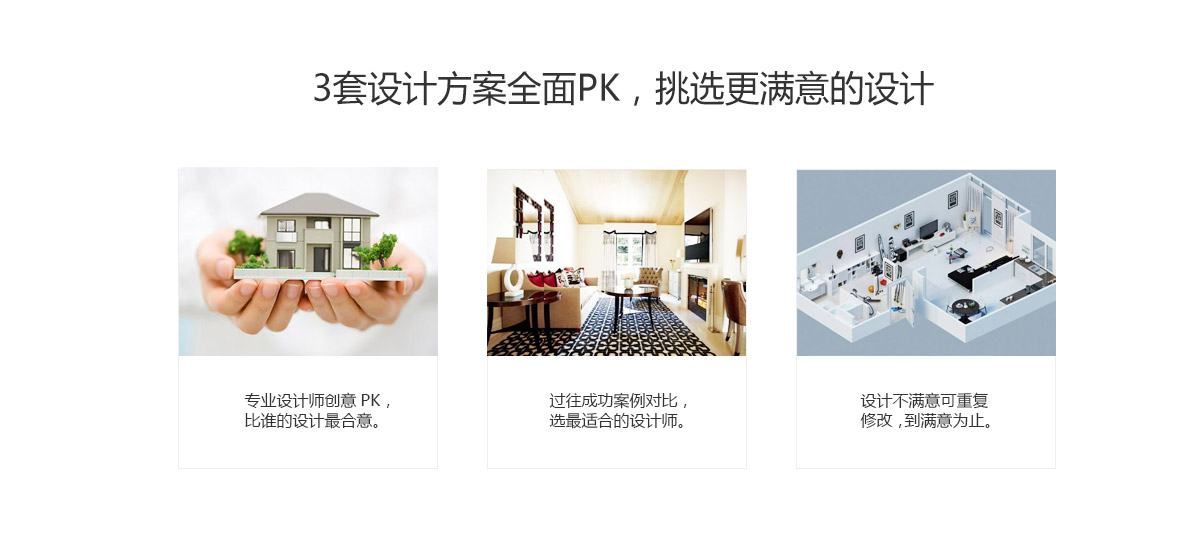 3套设计方案全面PK，挑选更满意的设计
专业设计师创意 PK，
比谁的设计最合意。
过往成功案例对比，
选最适合的设计师。
设计不满意可重复
修改，到满意为止。